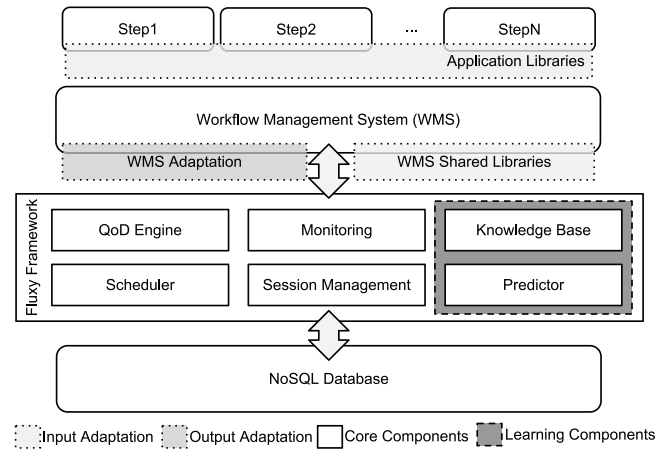 Step1
Step2
...
StepN
Application Libraries
Workflow Management System (WMS)
WMS Adaptation
WMS Shared Libraries
Fluxy Framework
QoD Engine
Monitoring
Knowledge Base
Scheduler
Session Management
Predictor
NoSQL Database
Input Adaptation
Output Adaptation
Core Components
Learning Components